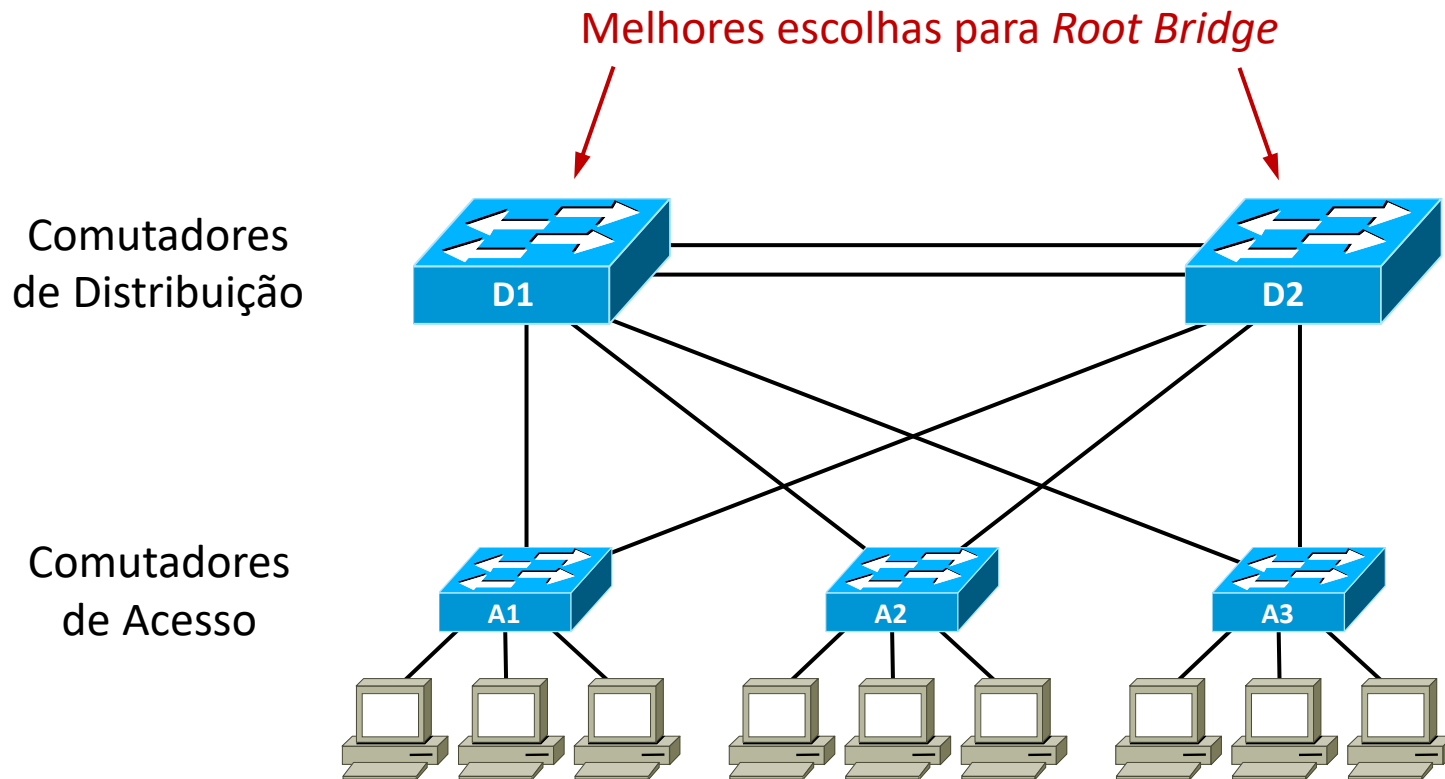 Melhores escolhas para Root Bridge
Comutadores
de Distribuição
D1
D2
Comutadores
de Acesso
A1
A2
A3